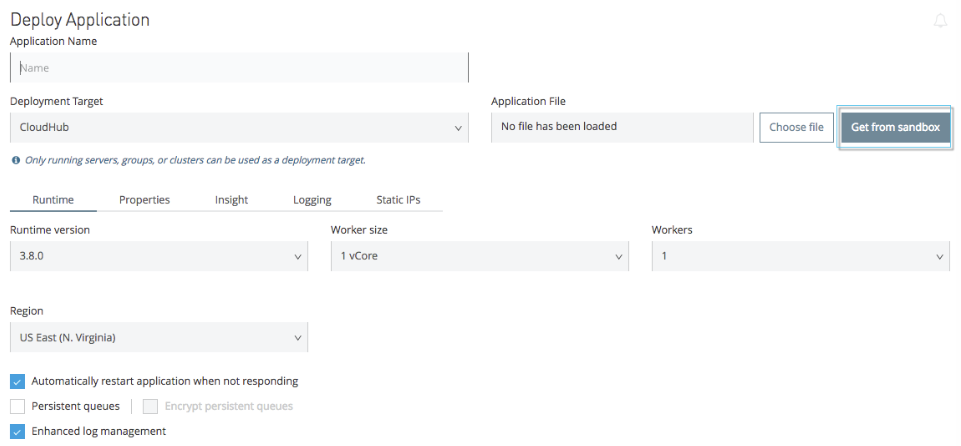 Deploy Application
Application Name
Name
Deployment Target
Application File
CloudHub
No file has been loaded
Choose file
Get from sandbox
Only running servers, groups, or clusters can be used as a deployment target.
Runtime
Properties
Insight
Logging
Static IPs
Runtime version
Worker size
Workers
3.8.0
1 vCore
1
Region
US East (N. Virginia)
Automatically restart application when not responding
Persistent queues
Encrypt persistent queues
Enhanced log management